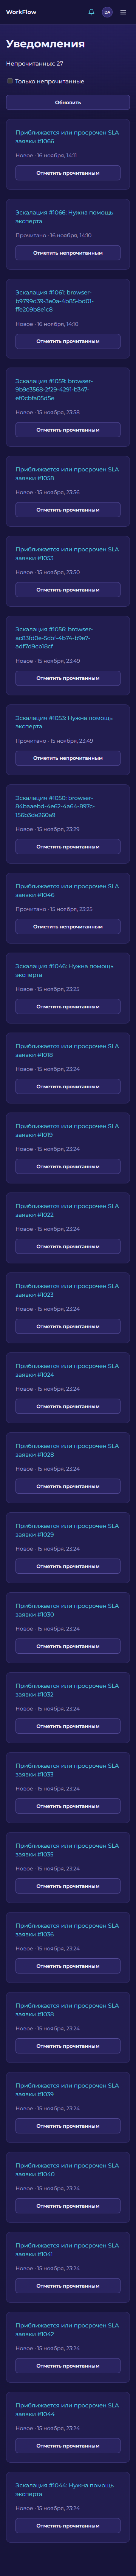 WorkFlow
DA
Уведомления
Непрочитанных: 27
Только непрочитанные
Обновить
Приближается или просрочен SLA
заявки #1066
Новое · 16 ноября, 14:11
Отметить прочитанным
Эскалация #1066: Нужна помощь
эксперта
Прочитано · 16 ноября, 14:10
Отметить непрочитанным
Эскалация #1061: browser-
b9799d39-3e0a-4b85-bd01-
ffe209b8e1c8
Новое · 16 ноября, 14:10
Отметить прочитанным
Эскалация #1059: browser-
9b9e3568-2f29-4291-b347-
ef0cbfa05d5e
Новое · 15 ноября, 23:58
Отметить прочитанным
Приближается или просрочен SLA
заявки #1058
Новое · 15 ноября, 23:56
Отметить прочитанным
Приближается или просрочен SLA
заявки #1053
Новое · 15 ноября, 23:50
Отметить прочитанным
Эскалация #1056: browser-
ac83fd0e-5cbf-4b74-b9e7-
adf7d9cb18cf
Новое · 15 ноября, 23:49
Отметить прочитанным
Эскалация #1053: Нужна помощь
эксперта
Прочитано · 15 ноября, 23:49
Отметить непрочитанным
Эскалация #1050: browser-
84baaebd-4e62-4a64-897c-
156b3de260a9
Новое · 15 ноября, 23:29
Отметить прочитанным
Приближается или просрочен SLA
заявки #1046
Прочитано · 15 ноября, 23:25
Отметить непрочитанным
Эскалация #1046: Нужна помощь
эксперта
Новое · 15 ноября, 23:25
Отметить прочитанным
Приближается или просрочен SLA
заявки #1018
Новое · 15 ноября, 23:24
Отметить прочитанным
Приближается или просрочен SLA
заявки #1019
Новое · 15 ноября, 23:24
Отметить прочитанным
Приближается или просрочен SLA
заявки #1022
Новое · 15 ноября, 23:24
Отметить прочитанным
Приближается или просрочен SLA
заявки #1023
Новое · 15 ноября, 23:24
Отметить прочитанным
Приближается или просрочен SLA
заявки #1024
Новое · 15 ноября, 23:24
Отметить прочитанным
Приближается или просрочен SLA
заявки #1028
Новое · 15 ноября, 23:24
Отметить прочитанным
Приближается или просрочен SLA
заявки #1029
Новое · 15 ноября, 23:24
Отметить прочитанным
Приближается или просрочен SLA
заявки #1030
Новое · 15 ноября, 23:24
Отметить прочитанным
Приближается или просрочен SLA
заявки #1032
Новое · 15 ноября, 23:24
Отметить прочитанным
Приближается или просрочен SLA
заявки #1033
Новое · 15 ноября, 23:24
Отметить прочитанным
Приближается или просрочен SLA
заявки #1035
Новое · 15 ноября, 23:24
Отметить прочитанным
Приближается или просрочен SLA
заявки #1036
Новое · 15 ноября, 23:24
Отметить прочитанным
Приближается или просрочен SLA
заявки #1038
Новое · 15 ноября, 23:24
Отметить прочитанным
Приближается или просрочен SLA
заявки #1039
Новое · 15 ноября, 23:24
Отметить прочитанным
Приближается или просрочен SLA
заявки #1040
Новое · 15 ноября, 23:24
Отметить прочитанным
Приближается или просрочен SLA
заявки #1041
Новое · 15 ноября, 23:24
Отметить прочитанным
Приближается или просрочен SLA
заявки #1042
Новое · 15 ноября, 23:24
Отметить прочитанным
Приближается или просрочен SLA
заявки #1044
Новое · 15 ноября, 23:24
Отметить прочитанным
Эскалация #1044: Нужна помощь
эксперта
Новое · 15 ноября, 23:24
Отметить прочитанным